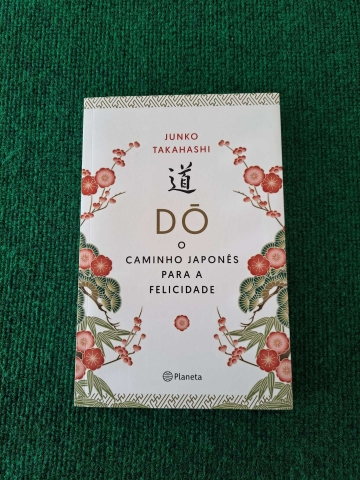 JUNKO
TAKAHASHI
道
DŌ
O
CAMINHO JAPONÊS
PARA A
FELICIDADE
Planeta